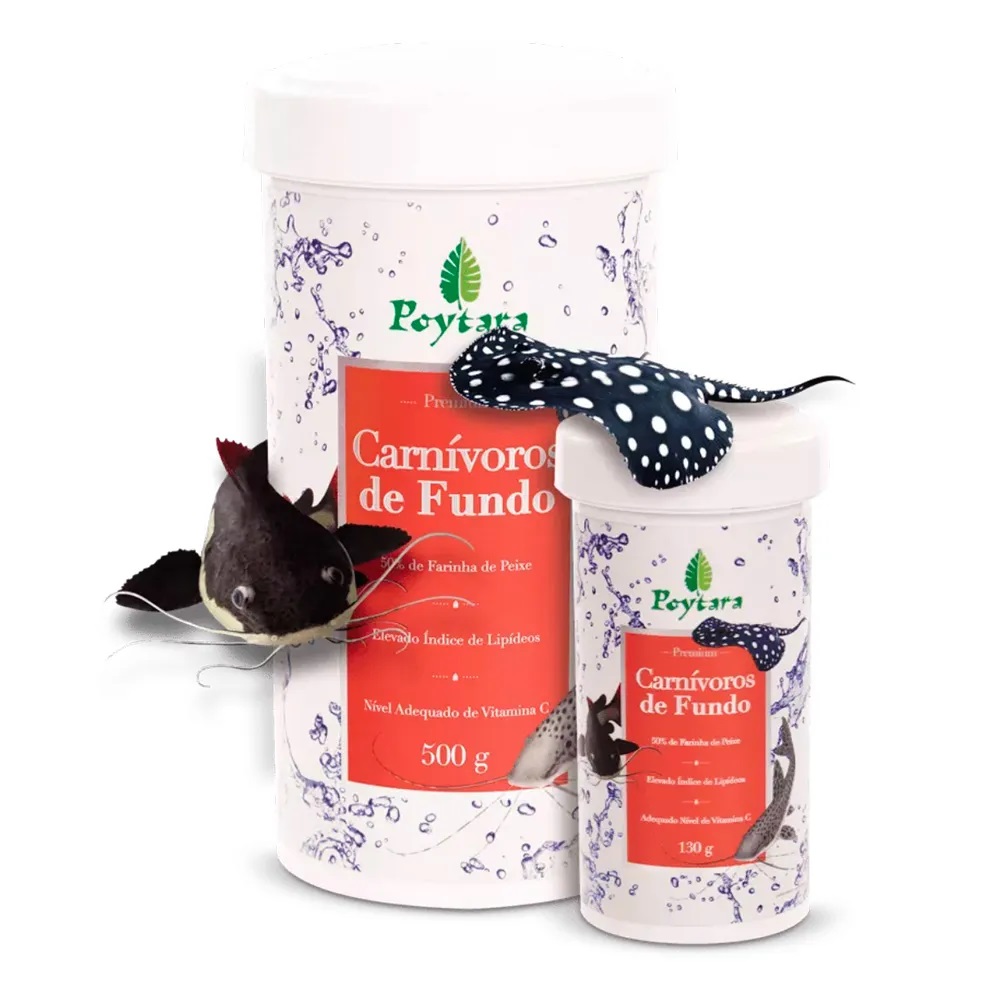 Poytara
Premium
Carnívoros
de Fundo
50% de Farinha de Peixe
Elevado Índice de Lipídeos
Nível Adequado de Vitamina C
500 g
Poytara
Premium
Carnívoros
de Fundo
50% de Farinha de Peixe
Elevado Índice de Lipídeos
Adequado Nível de Vitamina C
130 g